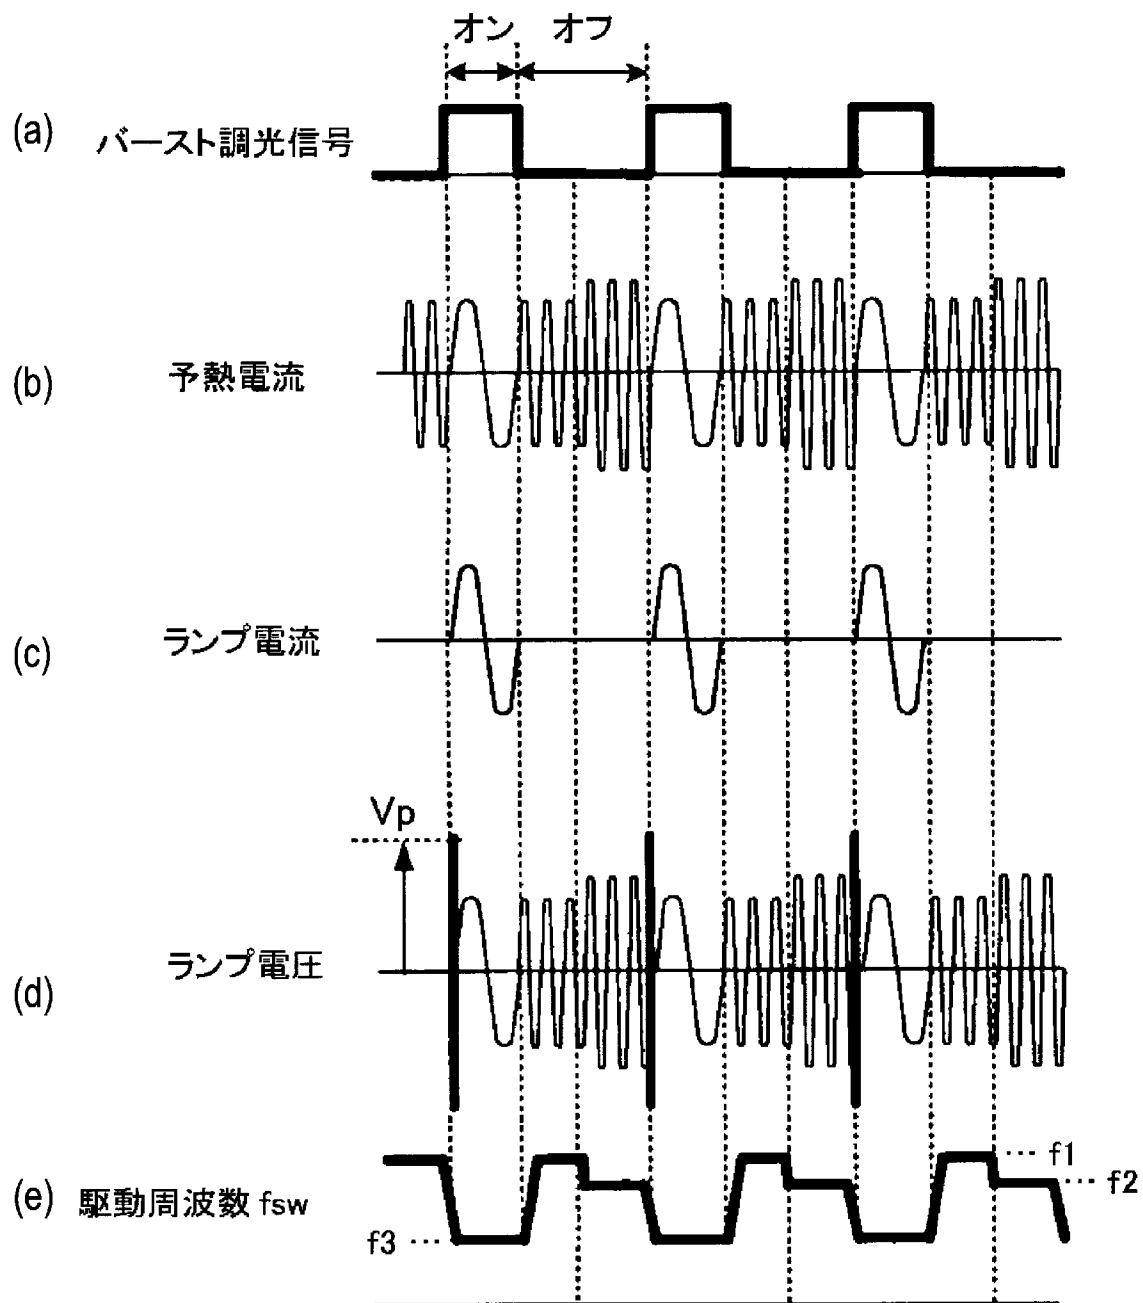 オン オフ
(a) バースト調光信号
(b) 予熱電流
(c) ランプ電流
Vp
(d) ランプ電圧
f1
f2
(e) 駆動周波数 fsw
f3